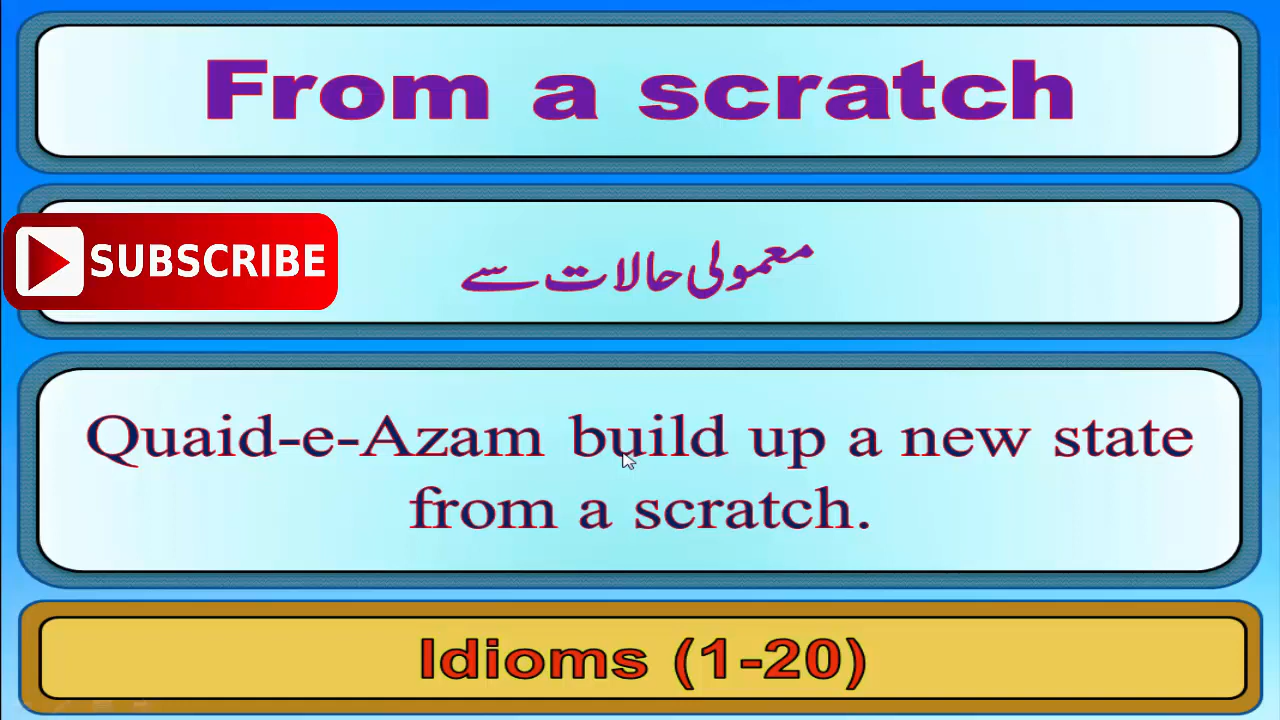 From a scratch
SUBSCRIBE
معمولی حالات سے
Quaid-e-Azam build up a new state
from a scratch.
Idioms (1-20)